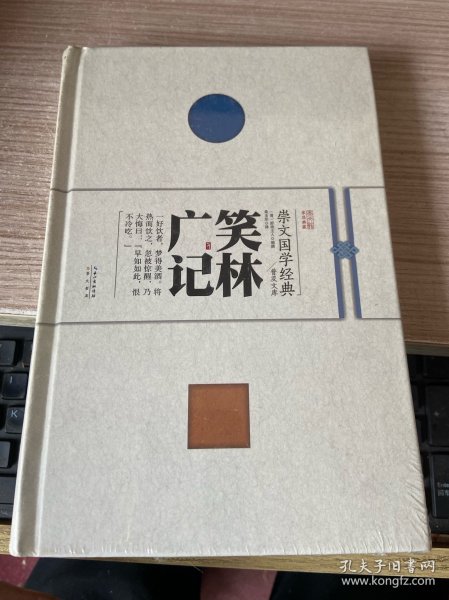 崇文国学经典
普及文库
笑林
广记
一好饮者，梦得美酒。将
热而饮之，忽被惊醒，乃
大悔曰：“早知如此，恨
不冷吃！”
Enter
孔夫子旧书网
www.kongfz.com